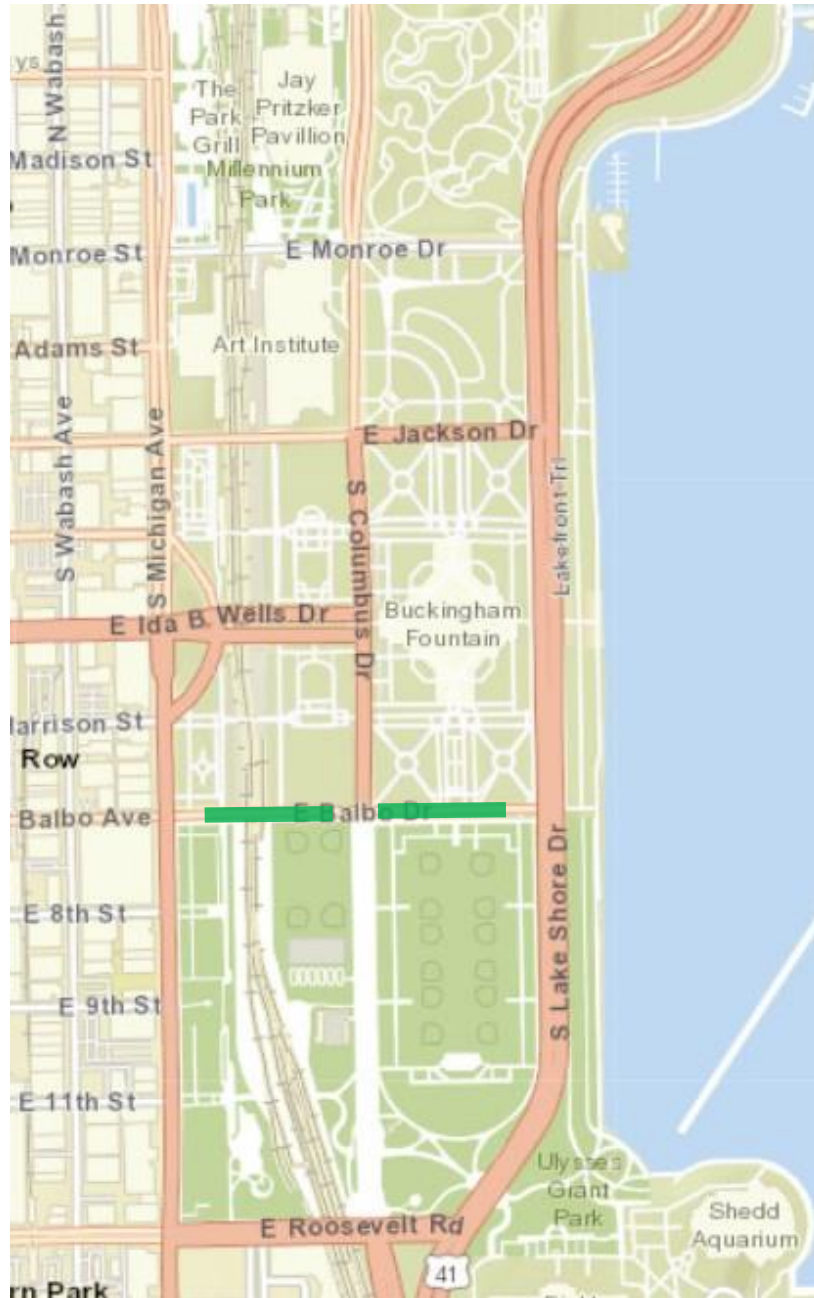 ys
N Wabash
The
Park
Grill
Jay
Pritzker
Pavillion
Madison St
Millennium
Park
Monroe St
E Monroe Dr
Adams St
Art Institute
S Wabash Ave
S Michigan Ave
E Jackson Dr
S Columbus Dr
Lakefront Trl
E Ida B. Wells Dr
Buckingham
Fountain
Harrison St
Row
Balbo Ave
E Balbo Dr
E 8th St
S Lake Shore Dr
E 9th St
E 11th St
Ulysses
Grant
Park
Shedd
Aquarium
E Roosevelt Rd
41
rn Park